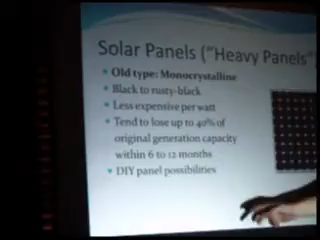 Solar Panels ("Heavy Panels"
Old type: Monocrystalline
Black to rusty-black
Less expensive per watt
Tend to lose up to 40% of
original generation capacity
within 6 to 12 months
DIY panel possibilities